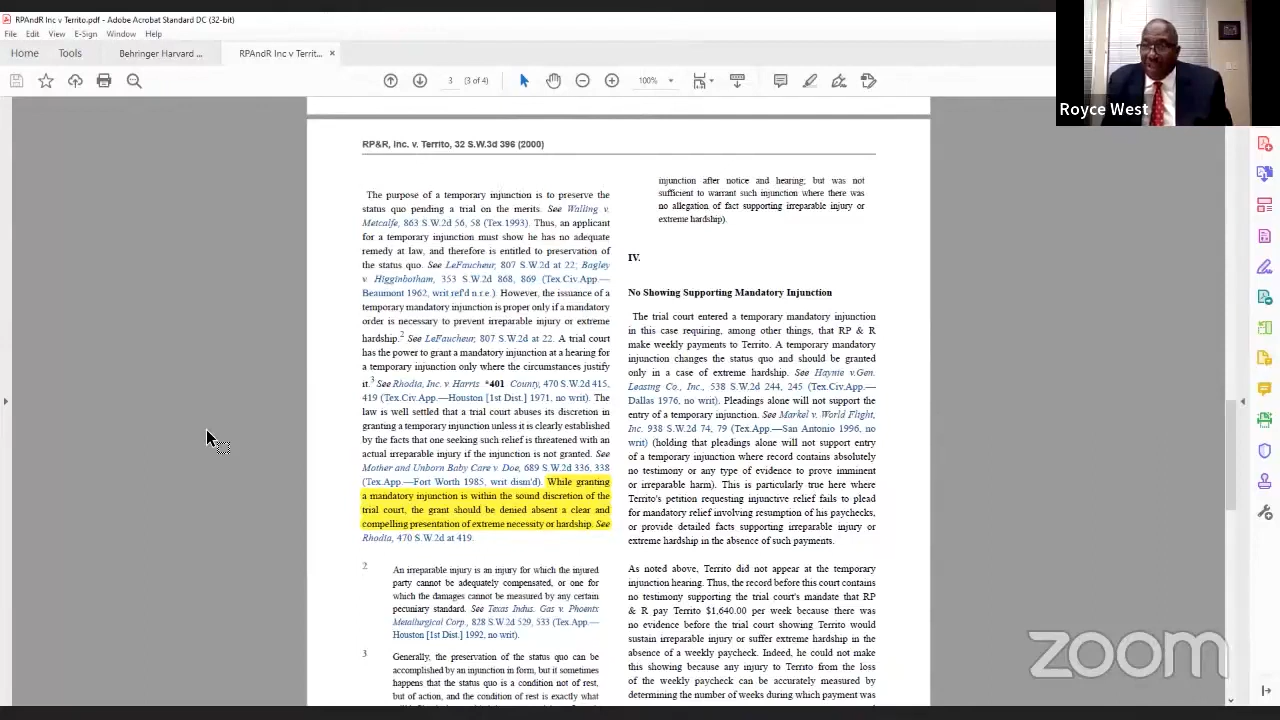 RPAndR Inc v Territo.pdf - Adobe Acrobat Standard DC (32-bit)
File Edit View E-Sign Window Help
Home Tools Behringer Harvard ... RPAndR Inc v Territ... ×
3 (3 of 4) 100%
Royce West
RP&R, Inc. v. Territo, 32 S.W.3d 396 (2000)
The purpose of a temporary injunction is to preserve the
status quo pending a trial on the merits. See Walling v.
Metcalfe, 863 S.W.2d 56, 58 (Tex.1993). Thus, an applicant
for a temporary injunction must show he has no adequate
remedy at law, and therefore is entitled to preservation of
the status quo. See LeFaucheur, 807 S.W.2d at 22; Bagley
v. Higginbotham, 353 S.W.2d 868, 869 (Tex.Civ.App.—
Beaumont 1962, writ ref'd n.r.e.). However, the issuance of a
temporary mandatory injunction is proper only if a mandatory
order is necessary to prevent irreparable injury or extreme
hardship.2 See LeFaucheur, 807 S.W.2d at 22. A trial court
has the power to grant a mandatory injunction at a hearing for
a temporary injunction only where the circumstances justify
it.3 See Rhodia, Inc. v. Harris *401 County, 470 S.W.2d 415,
419 (Tex.Civ.App.—Houston [1st Dist.] 1971, no writ). The
law is well settled that a trial court abuses its discretion in
granting a temporary injunction unless it is clearly established
by the facts that one seeking such relief is threatened with an
actual irreparable injury if the injunction is not granted. See
Mother and Unborn Baby Care v. Doe, 689 S.W.2d 336, 338
(Tex.App.—Fort Worth 1985, writ dism'd). While granting
a mandatory injunction is within the sound discretion of the
trial court, the grant should be denied absent a clear and
compelling presentation of extreme necessity or hardship. See
Rhodia, 470 S.W.2d at 419.
2 An irreparable injury is an injury for which the injured
party cannot be adequately compensated, or one for
which the damages cannot be measured by any certain
pecuniary standard. See Texas Indus. Gas v. Phoenix
Metallurgical Corp., 828 S.W.2d 529, 533 (Tex.App.—
Houston [1st Dist.] 1992, no writ).
3 Generally, the preservation of the status quo can be
accomplished by an injunction in form, but it sometimes
happens that the status quo is a condition not of rest,
but of action, and the condition of rest is exactly what
injunction after notice and hearing; but was not
sufficient to warrant such injunction where there was
no allegation of fact supporting irreparable injury or
extreme hardship).
IV.
No Showing Supporting Mandatory Injunction
The trial court entered a temporary mandatory injunction
in this case requiring, among other things, that RP & R
make weekly payments to Territo. A temporary mandatory
injunction changes the status quo and should be granted
only in a case of extreme hardship. See Haynie v.Gen.
Leasing Co., Inc., 538 S.W.2d 244, 245 (Tex.Civ.App.—
Dallas 1976, no writ). Pleadings alone will not support the
entry of a temporary injunction. See Markel v. World Flight,
Inc. 938 S.W.2d 74, 79 (Tex.App.—San Antonio 1996, no
writ) (holding that pleadings alone will not support entry
of a temporary injunction where record contains absolutely
no testimony or any type of evidence to prove imminent
or irreparable harm). This is particularly true here where
Territo's petition requesting injunctive relief fails to plead
for mandatory relief involving resumption of his paychecks,
or provide detailed facts supporting irreparable injury or
extreme hardship in the absence of such payments.
As noted above, Territo did not appear at the temporary
injunction hearing. Thus, the record before this court contains
no testimony supporting the trial court's mandate that RP
& R pay Territo $1,640.00 per week because there was
no evidence before the trial court showing Territo would
sustain irreparable injury or suffer extreme hardship in the
absence of a weekly paycheck. Indeed, he could not make
this showing because any injury to Territo from the loss
of the weekly paycheck can be accurately measured by
determining the number of weeks during which payment was
zoom